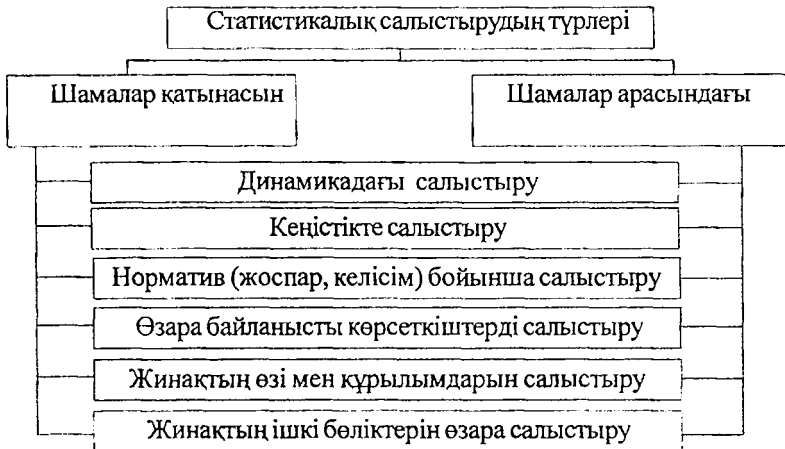 Статистикалық салыстырудың түрлері
Шамалар қатынасын
Шамалар арасындағы
Динамикадағы салыстыру
Кеңістікте салыстыру
Норматив (жоспар, келісім) бойынша салыстыру
Өзара байланысты көрсеткіштерді салыстыру
Жинақтың өзі мен құрылымдарын салыстыру
Жинақтың ішкі бөліктерін өзара салыстыру